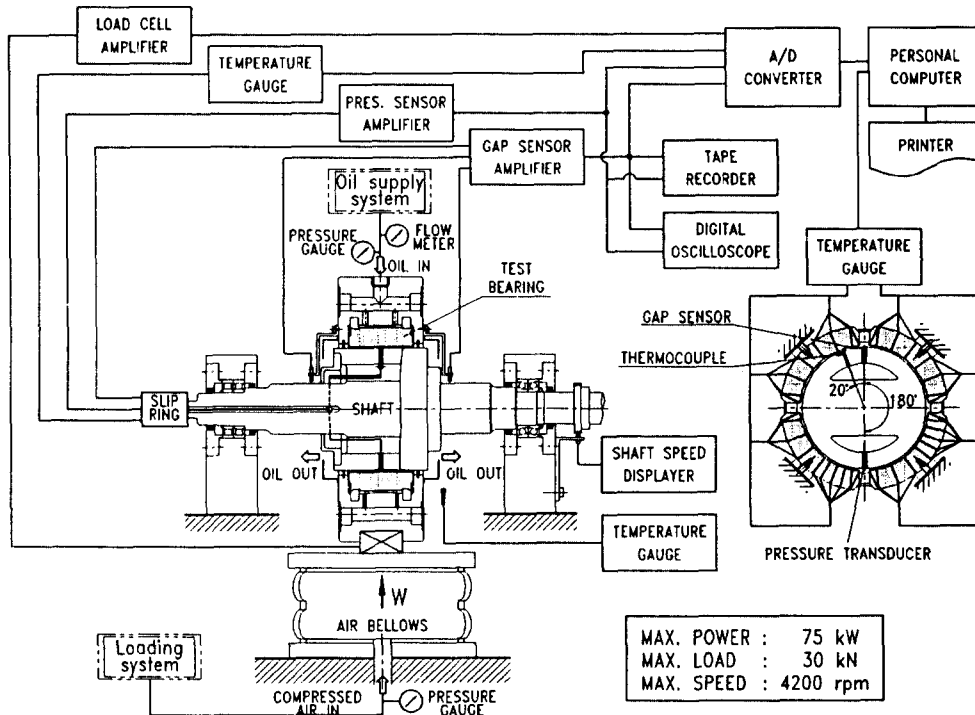 LOAD CELL
AMPLIFIER
TEMPERATURE
GAUGE
PRES. SENSOR
AMPLIFIER
GAP SENSOR
AMPLIFIER
A/D
CONVERTER
PERSONAL
COMPUTER
PRINTER
TAPE
RECORDER
DIGITAL
OSCILLOSCOPE
Oil supply
system
PRESSURE
GAUGE
FLOW
METER
OIL IN
TEST
BEARING
TEMPERATURE
GAUGE
GAP SENSOR
THERMOCOUPLE
20°
180°
PRESSURE TRANSDUCER
SLIP
RING
SHAFT
OIL OUT
OIL OUT
SHAFT SPEED
DISPLAYER
TEMPERATURE
GAUGE
W
AIR BELLOWS
Loading
system
COMPRESSED
AIR IN
PRESSURE
GAUGE
MAX. POWER : 75 kW
MAX. LOAD : 30 kN
MAX. SPEED : 4200 rpm